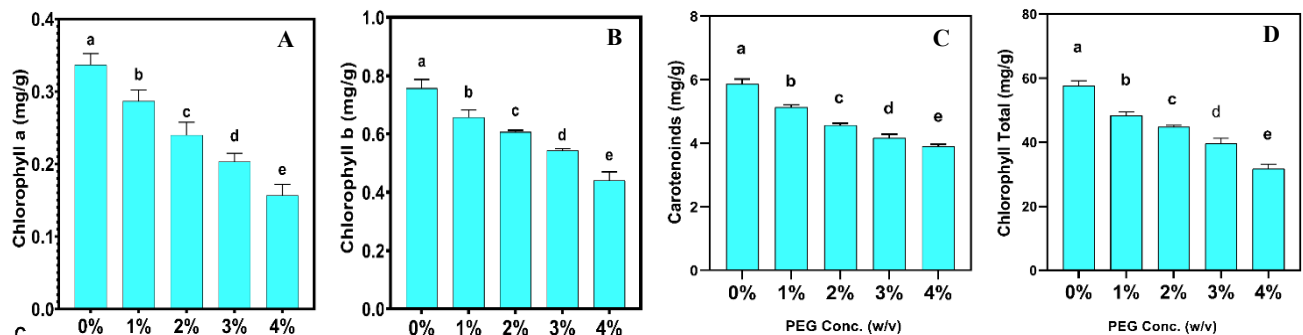 A
Chlorophyll a (mg/g)
0.4
0.3
0.2
0.1
0.0
a
b
c
d
e
0%
1%
2%
3%
4%
C
B
Chlorophyll b (mg/g)
1.0
0.8
0.6
0.4
0.2
0.0
a
b
c
d
e
0%
1%
2%
3%
4%
C
Carotenoinds (mg/g)
8
6
4
2
0
a
b
c
d
e
0%
1%
2%
3%
4%
PEG Conc. (w/v)
D
Chlorophyll Total (mg/g)
80
60
40
20
0
a
b
c
d
e
0%
1%
2%
3%
4%
PEG Conc. (w/v)